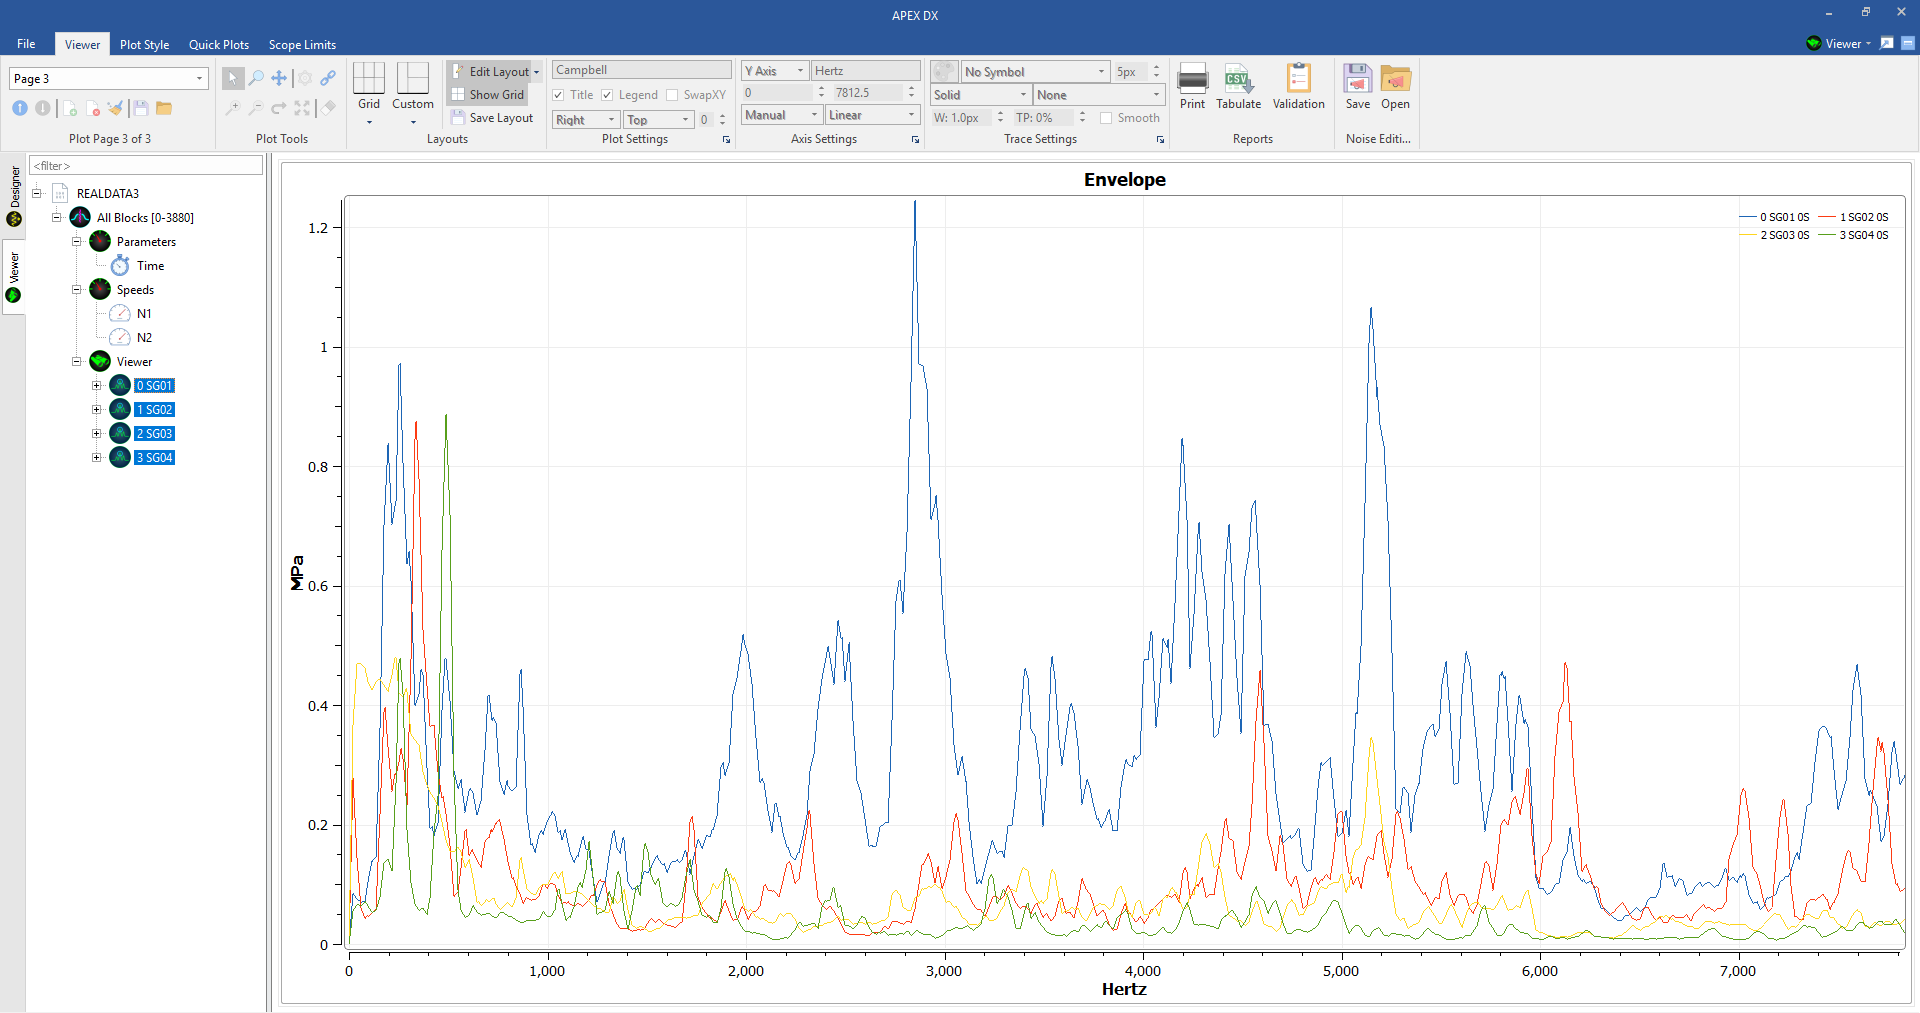 APEX DX
File Viewer Plot Style Quick Plots Scope Limits Viewer
Page 3
Plot Page 3 of 3
Plot Tools
Grid Custom
Edit Layout
Show Grid
Save Layout
Layouts
Campbell
Title Legend SwapXY
Right Top 0
Plot Settings
Y Axis Hertz
0 7812.5
Manual Linear
Axis Settings
No Symbol 5px
Solid None
W: 1.0px TP: 0% Smooth
Trace Settings
Print Tabulate Validation
CSV
Reports
Save Open
Noise Editi...
Designer
Viewer
<filter>
REALDATA3
All Blocks [0-3880]
Parameters
Time
Speeds
N1
N2
Viewer
0 SG01
1 SG02
2 SG03
3 SG04
Envelope
0 SG01 0S 1 SG02 0S
2 SG03 0S 3 SG04 0S
1.2
1
0.8
0.6
0.4
0.2
0
MPa
0 1,000 2,000 3,000 4,000 5,000 6,000 7,000
Hertz